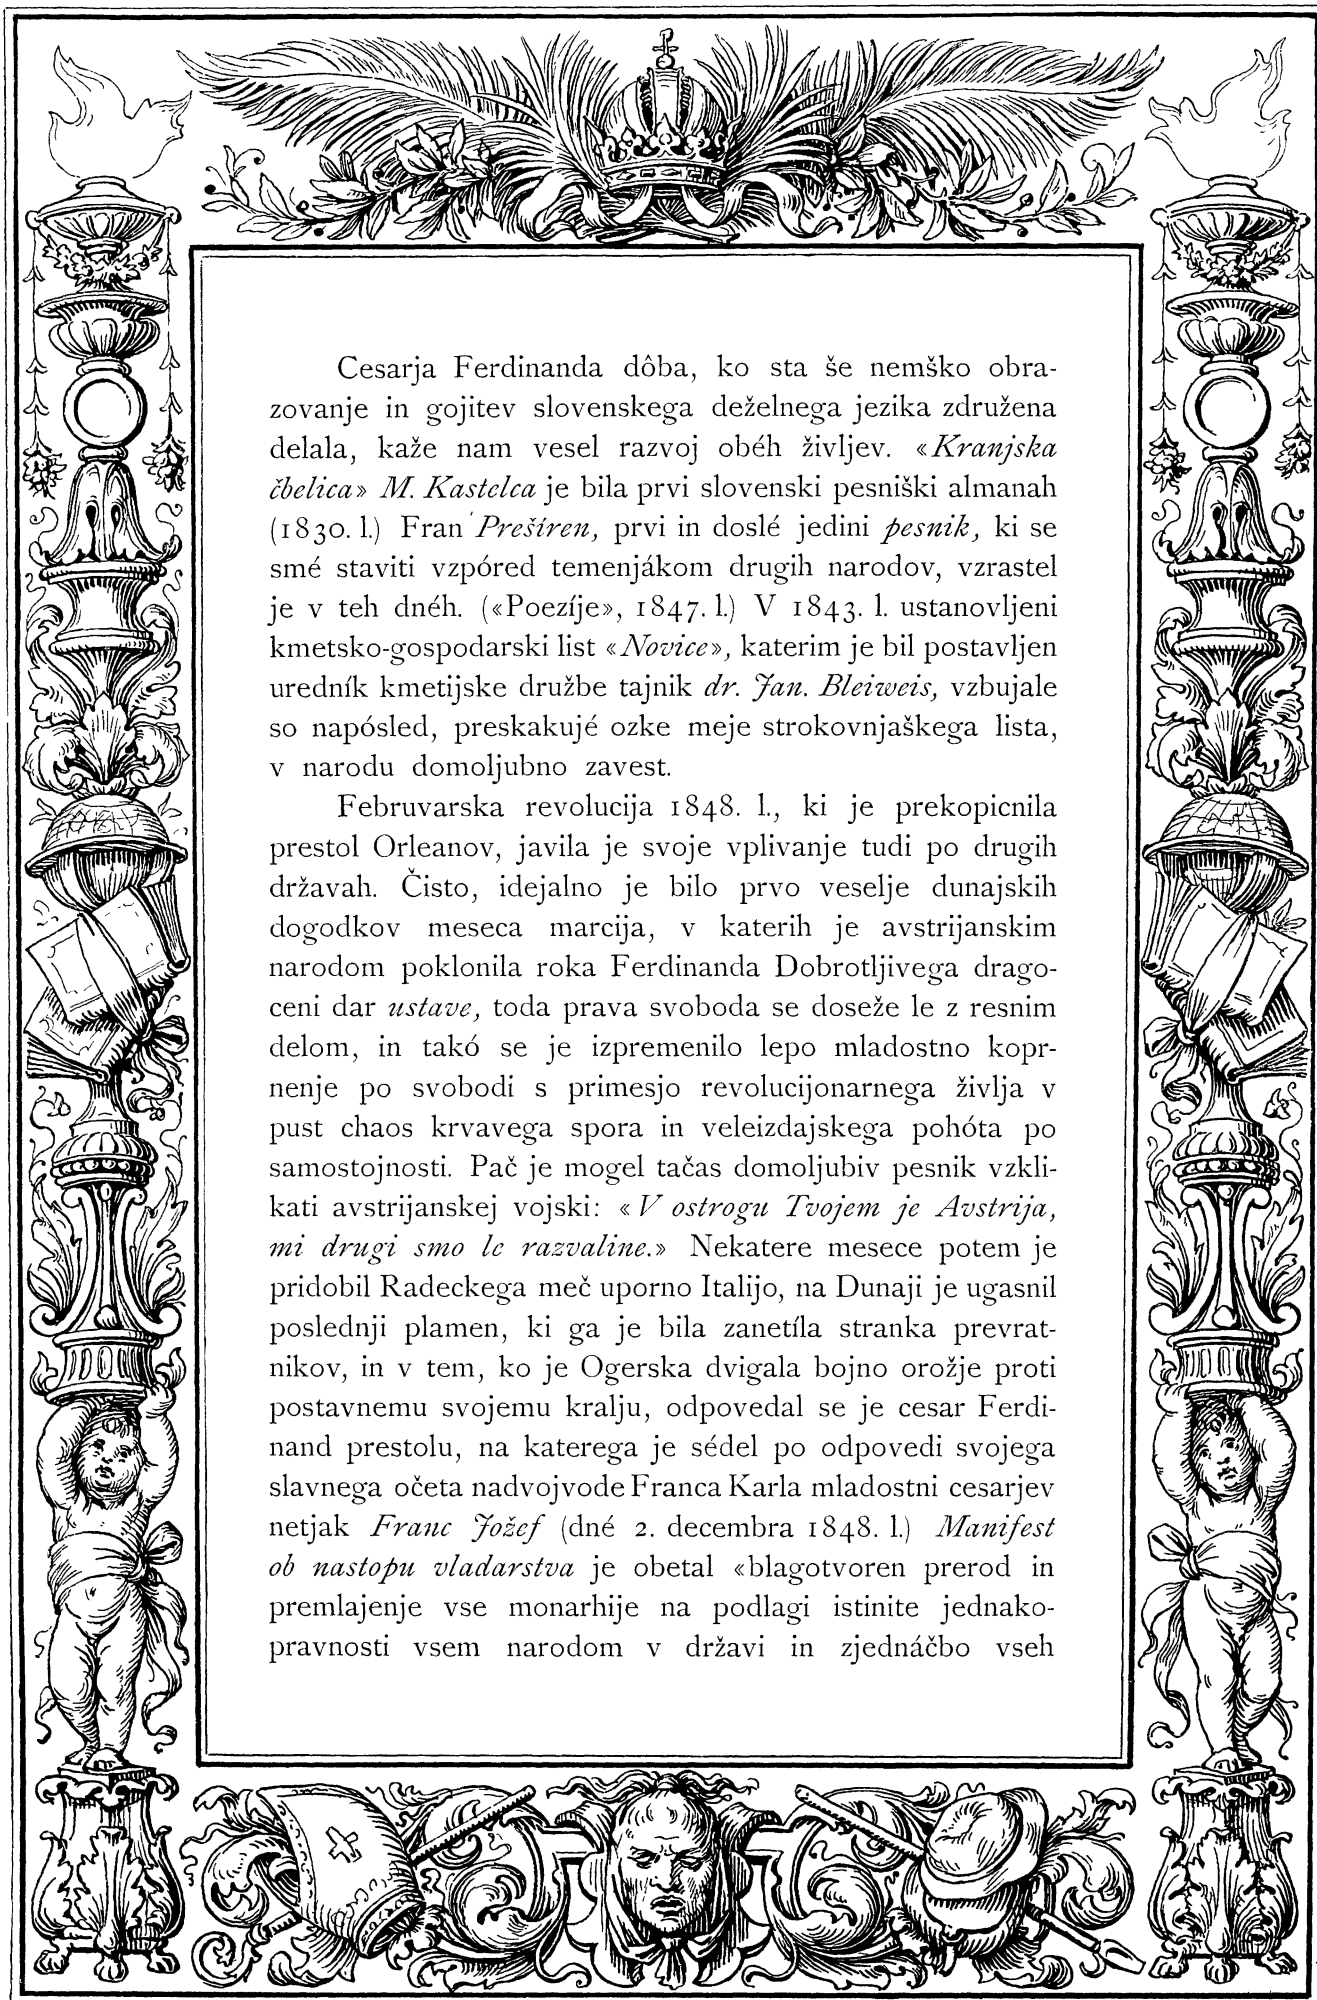 Cesarja Ferdinanda dôba, ko sta še nemško obra-
zovanje in gojitev slovenskega deželnega jezika združena
delala, kaže nam vesel razvoj obéh življev. «Kranjska
čbelica» M. Kastelca je bila prvi slovenski pesniški almanah
(1830. l.) Fran Preširen, prvi in doslé jedini pesnik, ki se
smé staviti vzpóred temenjákom drugih narodov, vzrastel
je v teh dnéh. («Poezíje», 1847. l.) V 1843. l. ustanovljeni
kmetsko-gospodarski list «Novice», katerim je bil postavljen
uredník kmetijske družbe tajnik dr. Jan. Bleiweis, vzbujale
so napósled, preskakujé ozke meje strokovnjaškega lista,
v narodu domoljubno zavest.
Februvarska revolucija 1848. l., ki je prekopicnila
prestol Orleanov, javila je svoje vplivanje tudi po drugih
državah. Čisto, idejalno je bilo prvo veselje dunajskih
dogodkov meseca marcija, v katerih je avstrijanskim
narodom poklonila roka Ferdinanda Dobrotljivega drago-
ceni dar ustave, toda prava svoboda se doseže le z resnim
delom, in takó se je izpremenilo lepo mladostno kopr-
nenje po svobodi s primesjo revolucijonarnega življa v
pust chaos krvavega spora in veleizdajskega pohóta po
samostojnosti. Pač je mogel tačas domoljubiv pesnik vzkli-
kati avstrijanskej vojski: «V ostrogu Tvojem je Avstrija,
mi drugi smo le razvaline.» Nekatere mesece potem je
pridobil Radeckega meč uporno Italijo, na Dunaji je ugasnil
poslednji plamen, ki ga je bila zanetíla stranka prevrat-
nikov, in v tem, ko je Ogerska dvigala bojno orožje proti
postavnemu svojemu kralju, odpovedal se je cesar Ferdi-
nand prestolu, na katerega je sédel po odpovedi svojega
slavnega očeta nadvojvode Franca Karla mladostni cesarjev
netjak Franc Jožef (dné 2. decembra 1848. l.) Manifest
ob nastopu vladarstva je obetal «blagotvoren prerod in
premlajenje vse monarhije na podlagi istinite jednako-
pravnosti vsem narodom v državi in zjednáčbo vseh